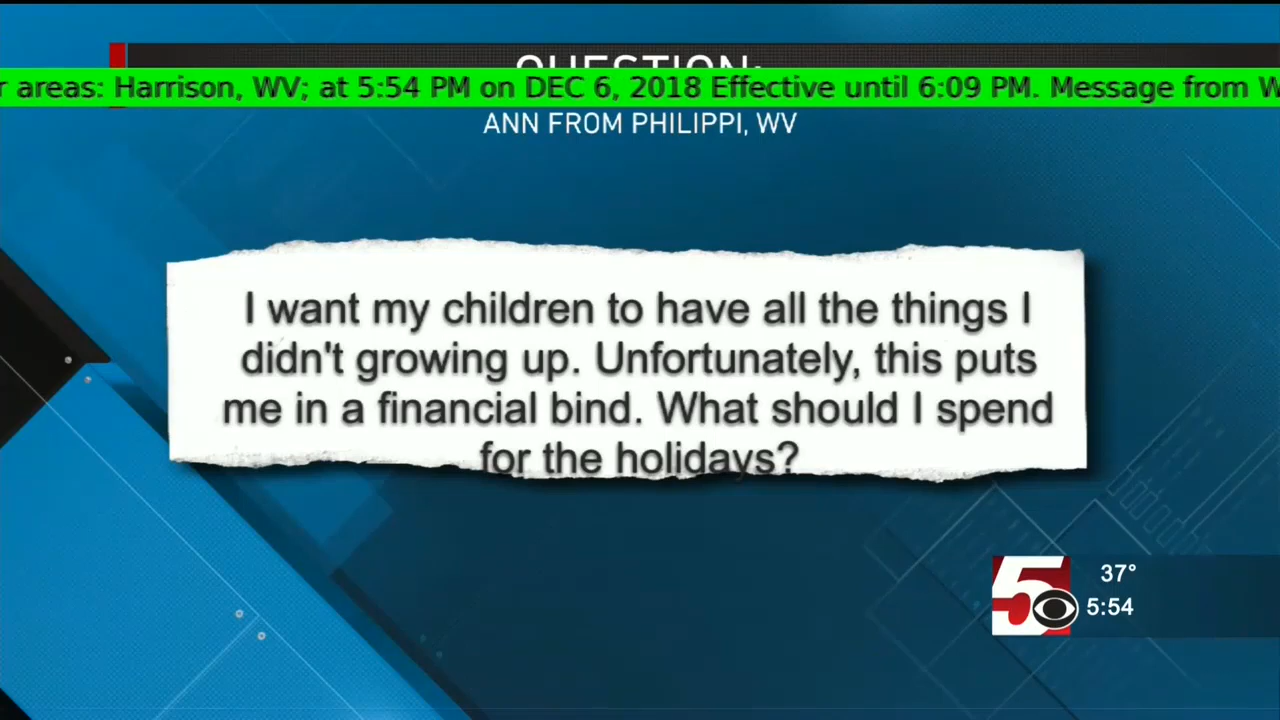 QUESTION:
r areas: Harrison, WV; at 5:54 PM on DEC 6, 2018 Effective until 6:09 PM. Message from W
ANN FROM PHILIPPI, WV
I want my children to have all the things I
didn't growing up. Unfortunately, this puts
me in a financial bind. What should I spend
for the holidays?
5
37°
5:54